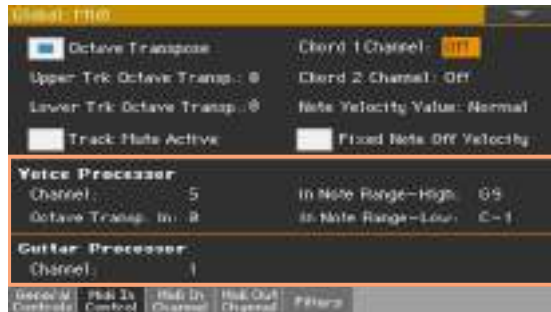 Global: Midi
Octave Transpose
Chord 1 Channel: Off
Upper Trk Octave Transp.: 0
Chord 2 Channel: Off
Lower Trk Octave Transp.: 0
Note Velocity Value: Normal
Track Mute Active
Fixed Note Off Velocity
Voice Processor
Channel: 5
In Note Range-High: G9
Octave Transp. In: 0
In Note Range-Low: C-1
Guitar Processor
Channel: 1
General Controls
Midi In Control
Midi In Channel
Midi Out Channel
Filters